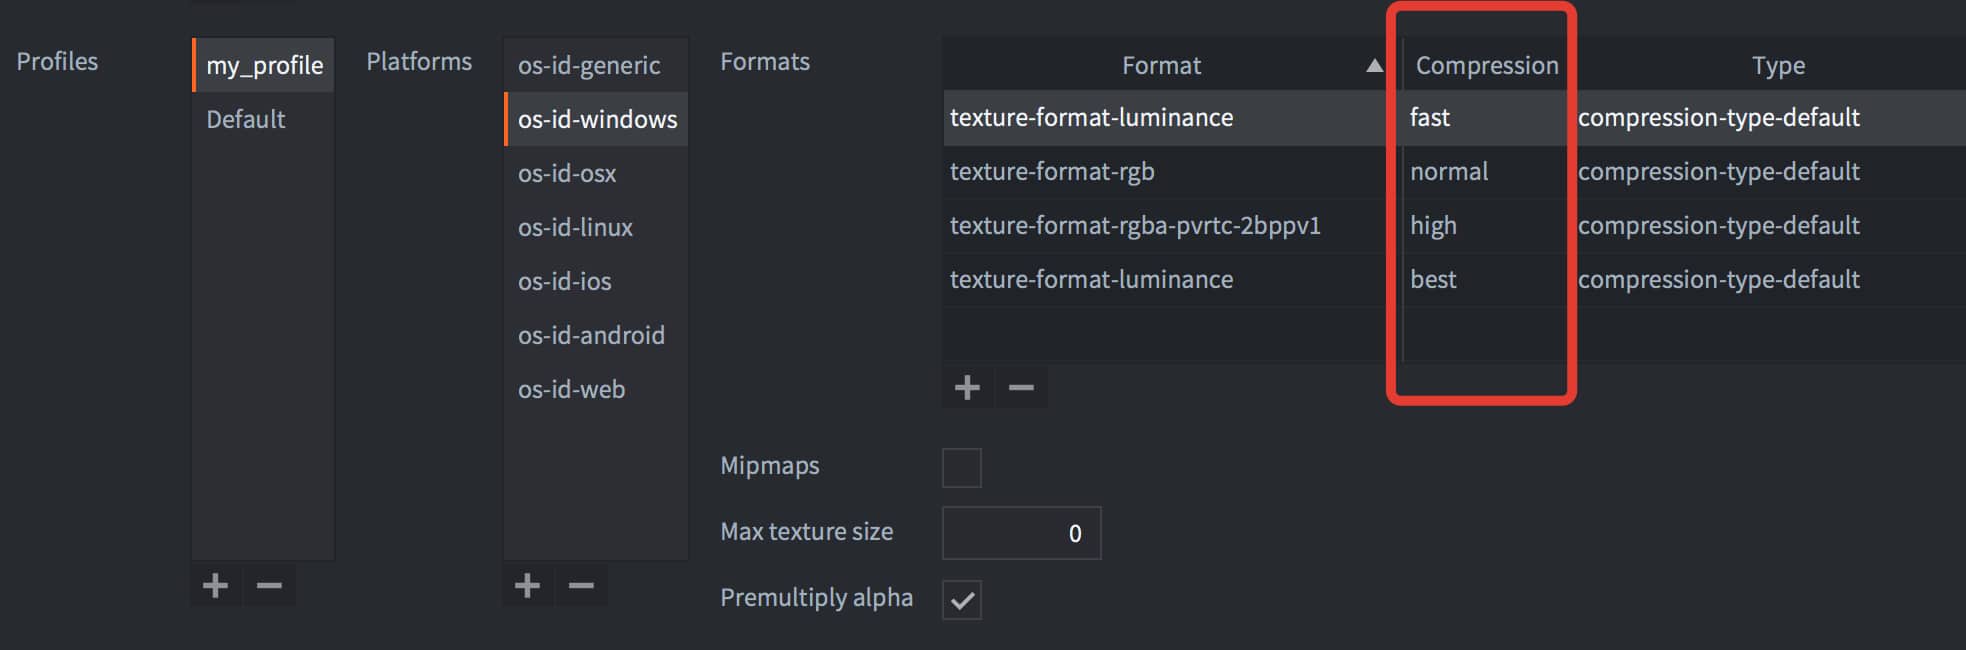 Profiles
my_profile
Default
Platforms
os-id-generic
os-id-windows
os-id-osx
os-id-linux
os-id-ios
os-id-android
os-id-web
Formats
Format Compression Type
texture-format-luminance fast compression-type-default
texture-format-rgb normal compression-type-default
texture-format-rgba-pvrtc-2bppv1 high compression-type-default
texture-format-luminance best compression-type-default
Mipmaps
Max texture size 0
Premultiply alpha